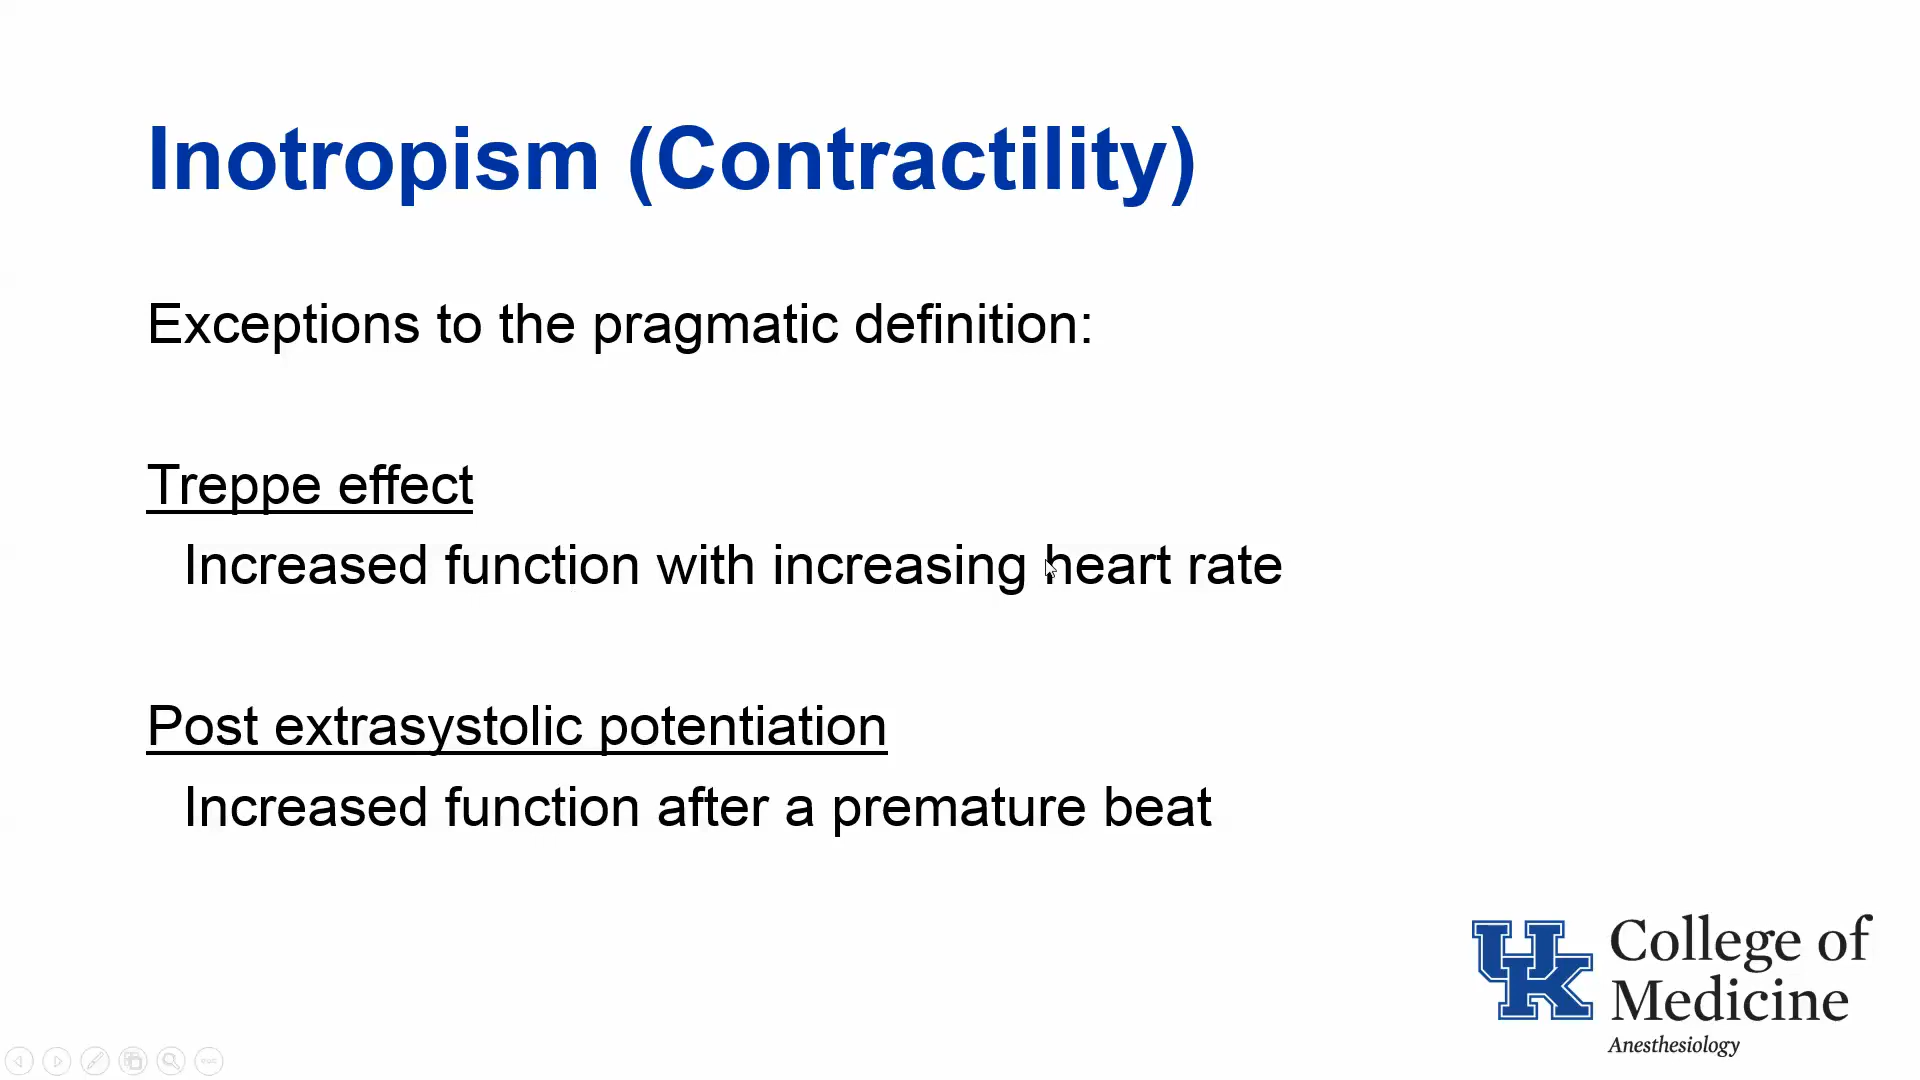 Inotropism (Contractility)
Exceptions to the pragmatic definition:
Treppe effect
Increased function with increasing heart rate
Post extrasystolic potentiation
Increased function after a premature beat
UK
College of
Medicine
Anesthesiology